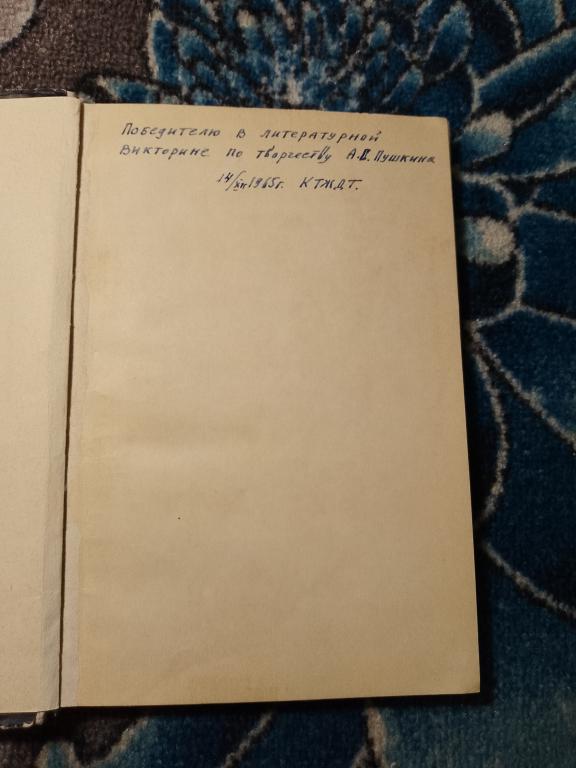 Победителю в литературной
викторине по творчеству А.П. Пушкина
14/XII 1965г. КТЖДТ.